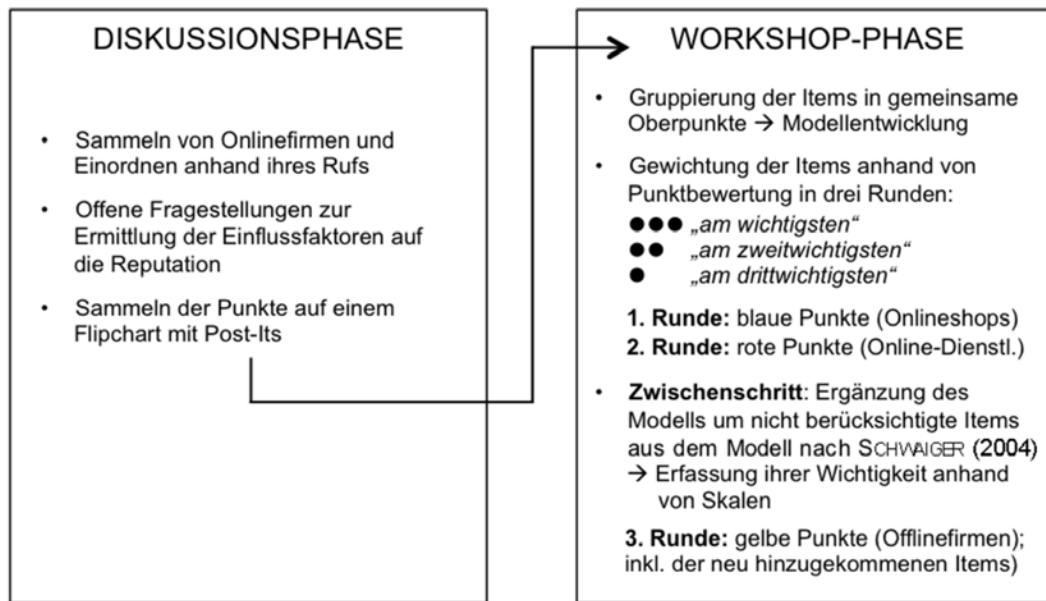 DISKUSSIONSPHASE
• Sammeln von Onlinefirmen und
Einordnen anhand ihres Rufs
• Offene Fragestellungen zur
Ermittlung der Einflussfaktoren auf
die Reputation
• Sammeln der Punkte auf einem
Flipchart mit Post-Its
WORKSHOP-PHASE
• Gruppierung der Items in gemeinsame
Oberpunkte → Modellentwicklung
• Gewichtung der Items anhand von
Punktbewertung in drei Runden:
●●● „am wichtigsten“
●● „am zweitwichtigsten“
● „am drittwichtigsten“
1. Runde: blaue Punkte (Onlineshops)
2. Runde: rote Punkte (Online-Dienstl.)
• Zwischenschritt: Ergänzung des
Modells um nicht berücksichtigte Items
aus dem Modell nach SCHWAIGER (2004)
→ Erfassung ihrer Wichtigkeit anhand
von Skalen
3. Runde: gelbe Punkte (Offlinefirmen);
inkl. der neu hinzugekommenen Items)